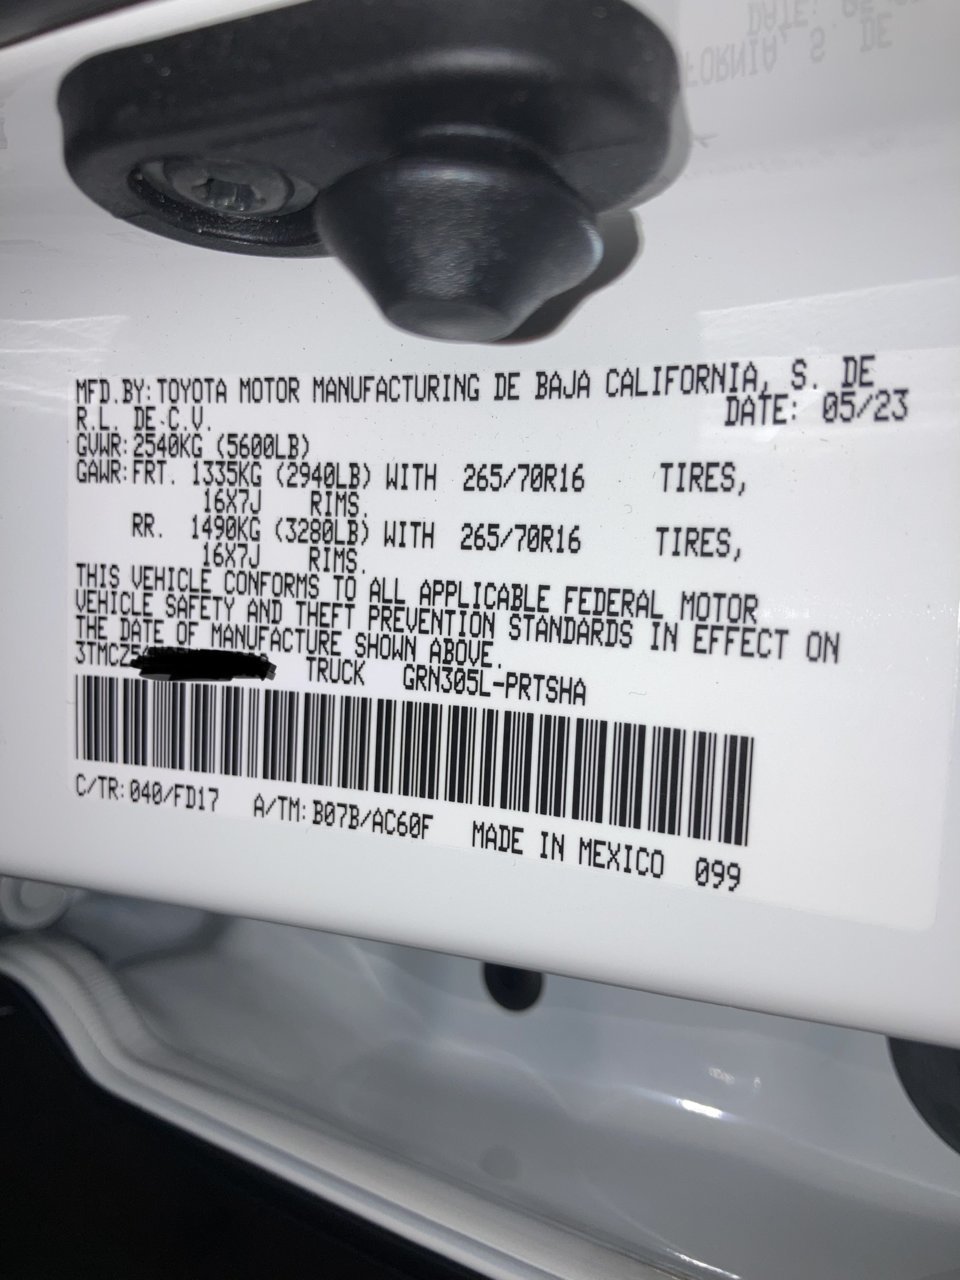 MFD.BY:TOYOTA MOTOR MANUFACTURING DE BAJA CALIFORNIA, S. DE
R.L. DE C.V. DATE: 05/23
GVWR:2540KG (5600LB)
GAWR:FRT. 1335KG (2940LB) WITH 265/70R16 TIRES,
16X7J RIMS.
RR. 1490KG (3280LB) WITH 265/70R16 TIRES,
16X7J RIMS.
THIS VEHICLE CONFORMS TO ALL APPLICABLE FEDERAL MOTOR
VEHICLE SAFETY AND THEFT PREVENTION STANDARDS IN EFFECT ON
THE DATE OF MANUFACTURE SHOWN ABOVE.
3TMCZ5 TRUCK GRN305L-PRTSHA
C/TR:040/FD17 A/TM:B07B/AC60F MADE IN MEXICO 099